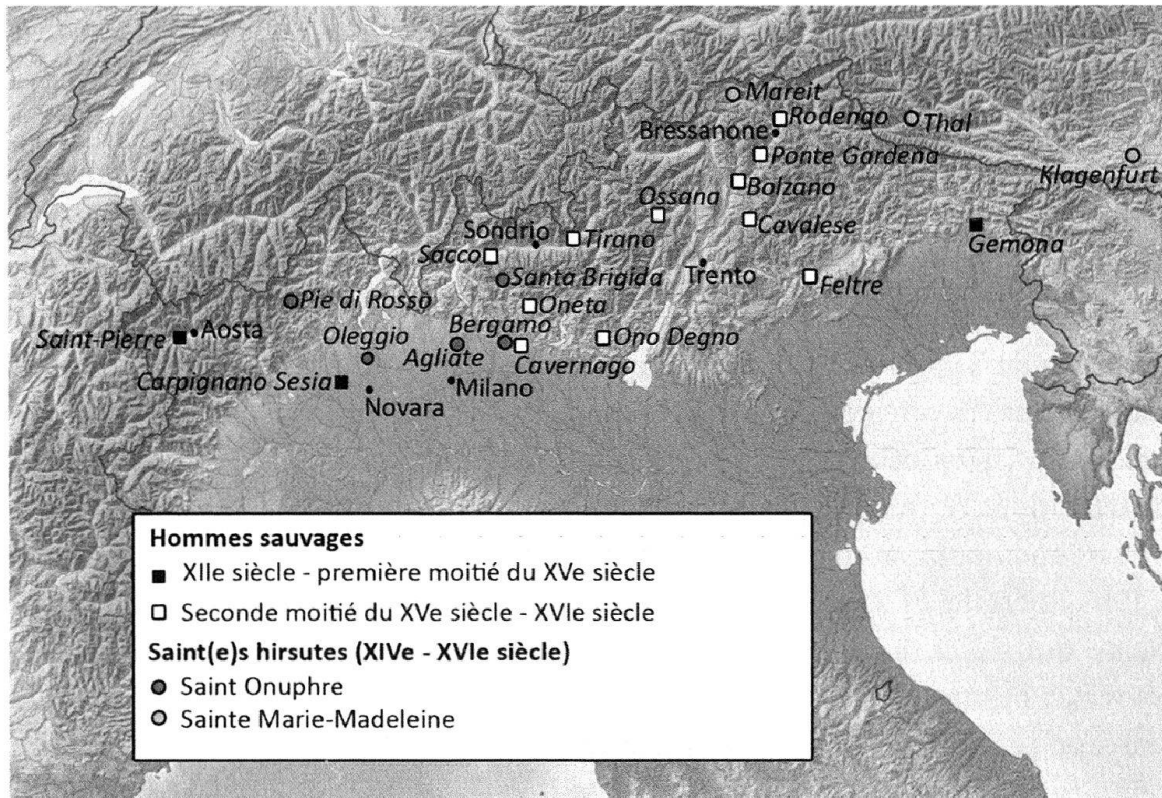 Mareit
Rodengo
Thal
Bressanone
Ponte Gardena
Klagenfurt
Bolzano
Ossana
Cavalese
Gemona
Sondrio
Tirano
Sacco
Trento
Santa Brigida
Feltre
Pie di Rosso
Oneta
Saint-Pierre
Aosta
Oleggio
Bergamo
Ono Degno
Agliate
Cavernago
Carpignano Sesia
Milano
Novara
Hommes sauvages
XIIe siècle - première moitié du XVe siècle
Seconde moitié du XVe siècle - XVIe siècle
Saint(e)s hirsutes (XIVe - XVIe siècle)
Saint Onuphre
Sainte Marie-Madeleine